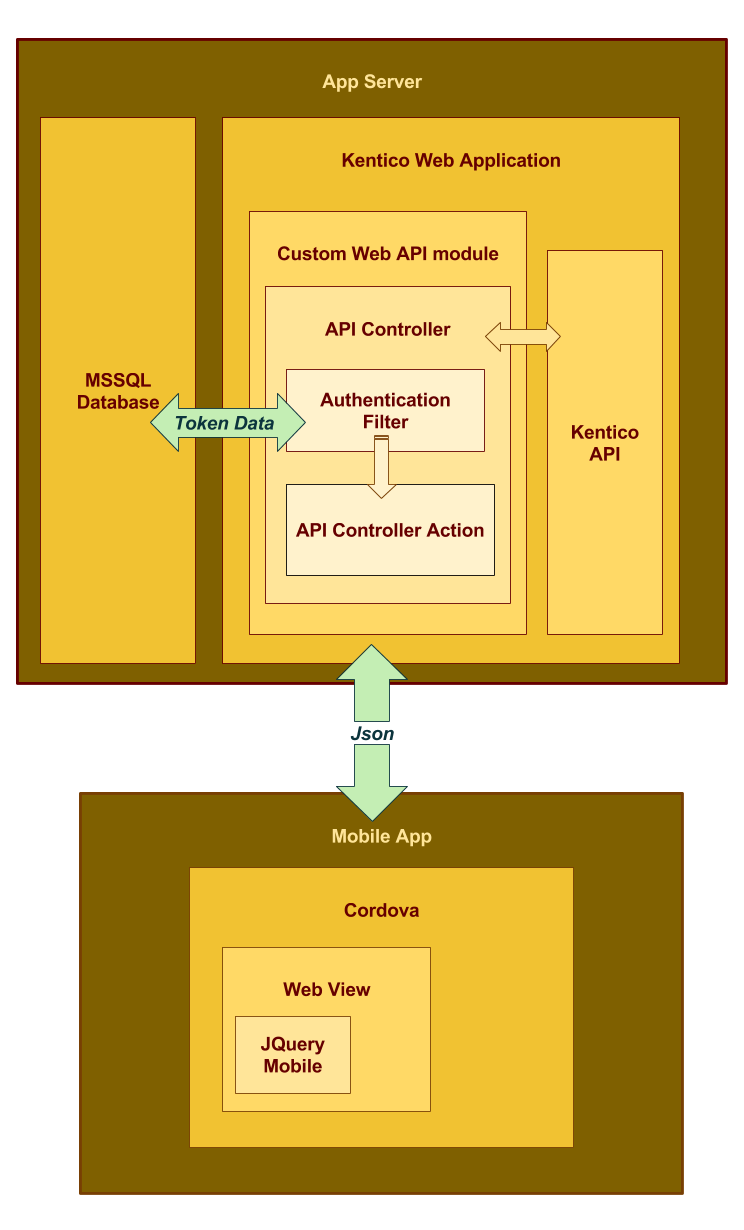 App Server
Kentico Web Application
Custom Web API module
API Controller
MSSQL
Database
Authentication
Filter
Token Data
Kentico
API
API Controller Action
Json
Mobile App
Cordova
Web View
JQuery
Mobile